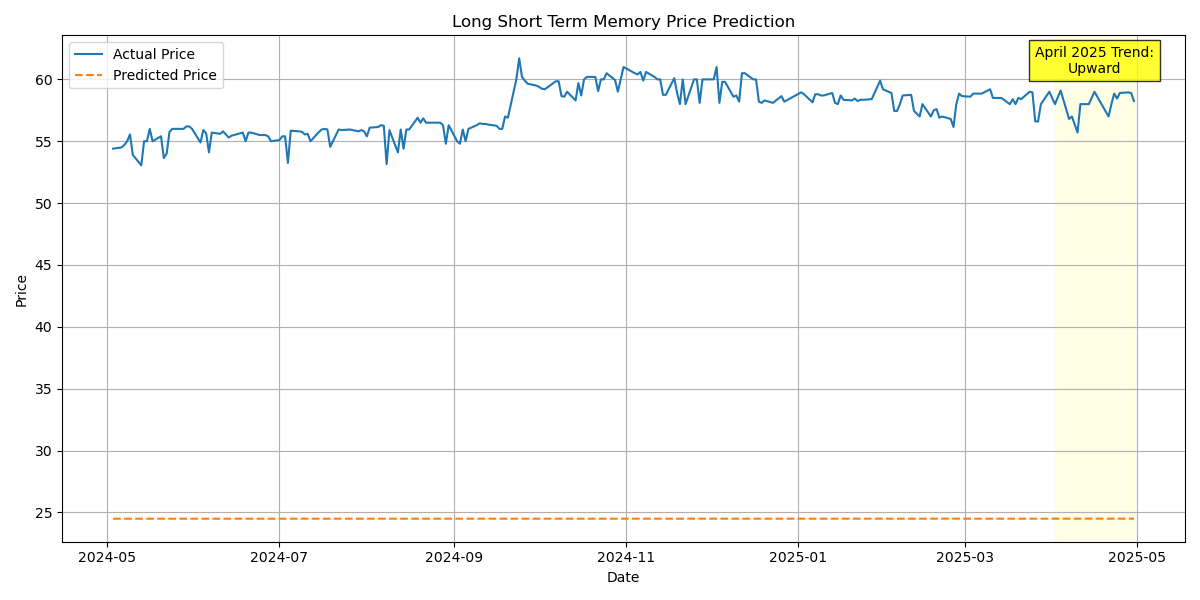 Long Short Term Memory Price Prediction
Actual Price
Predicted Price
April 2025 Trend:
Upward
Price
60
55
50
45
40
35
30
25
2024-05
2024-07
2024-09
2024-11
2025-01
2025-03
2025-05
Date